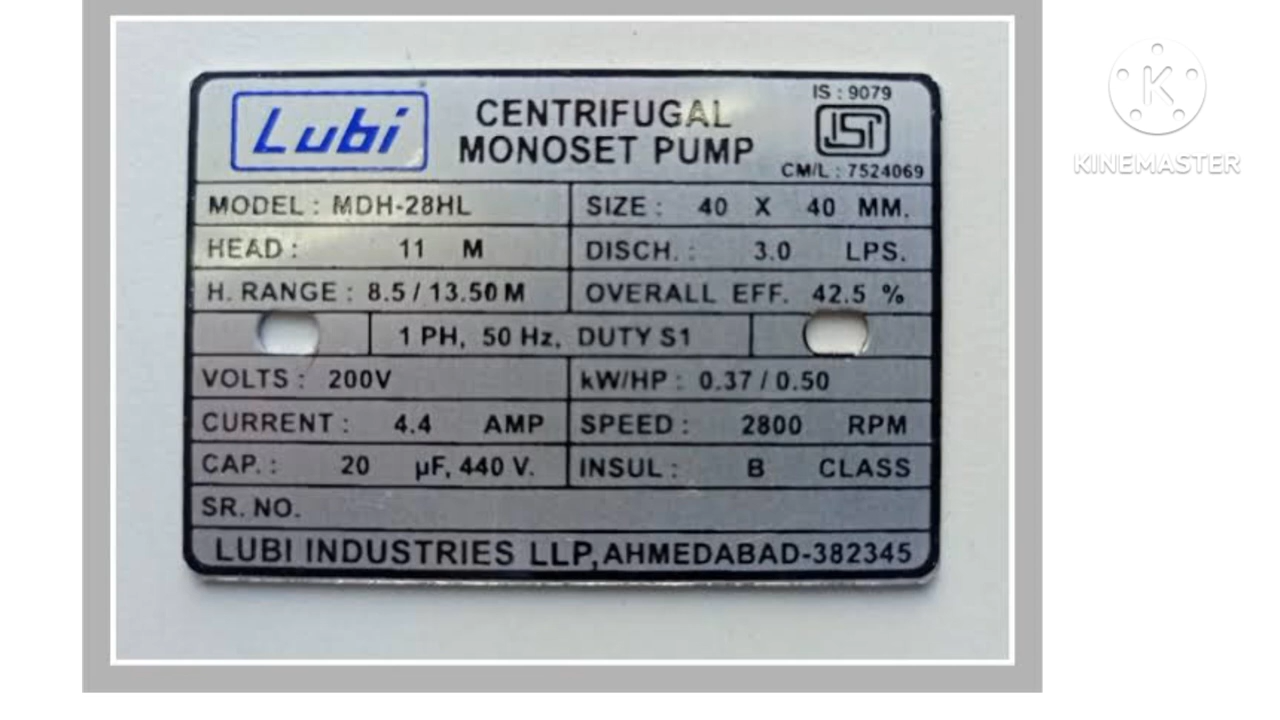 Lubi
CENTRIFUGAL
MONOSET PUMP
IS : 9079
ISI
CM/L : 7524069
MODEL : MDH-28HL
SIZE : 40 X 40 MM.
HEAD : 11 M
DISCH. : 3.0 LPS.
H. RANGE : 8.5 / 13.50 M
OVERALL EFF. 42.5 %
1 PH, 50 Hz, DUTY S1
VOLTS : 200V
kW/HP : 0.37 / 0.50
CURRENT : 4.4 AMP
SPEED : 2800 RPM
CAP. : 20 µF, 440 V.
INSUL : B CLASS
SR. NO.
LUBI INDUSTRIES LLP,AHMEDABAD-382345
K
KINEMASTER